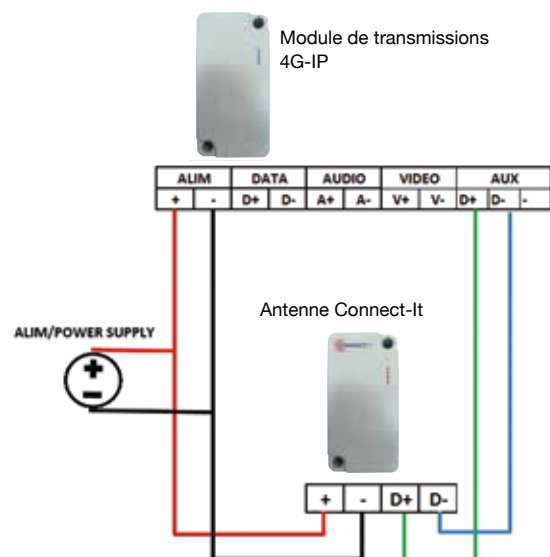 Module de transmissions
4G-IP
ALIM DATA AUDIO VIDEO AUX
+ - D+ D- A+ A- V+ V- D+ D- -
Antenne Connect-It
ALIM/POWER SUPPLY
+
-
+ - D+ D-